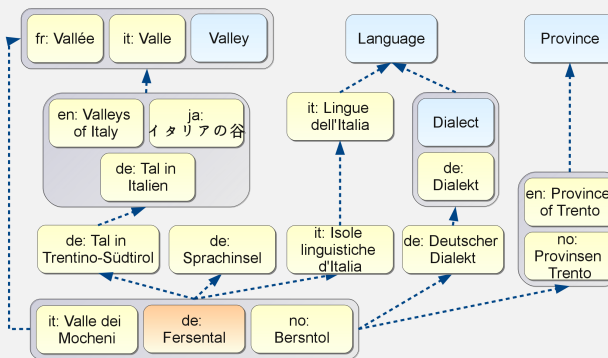 fr: Vallée
it: Valle
Valley
Language
Province
en: Valleys
of Italy
ja:
イタリアの谷
de: Tal in
Italien
it: Lingue
dell'Italia
Dialect
de:
Dialekt
en: Province
of Trento
no:
Provinsen
Trento
de: Tal in
Trentino-Südtirol
de:
Sprachinsel
it: Isole
linguistiche
d'Italia
de: Deutscher
Dialekt
it: Valle dei
Mocheni
de:
Fersental
no:
Bersntol